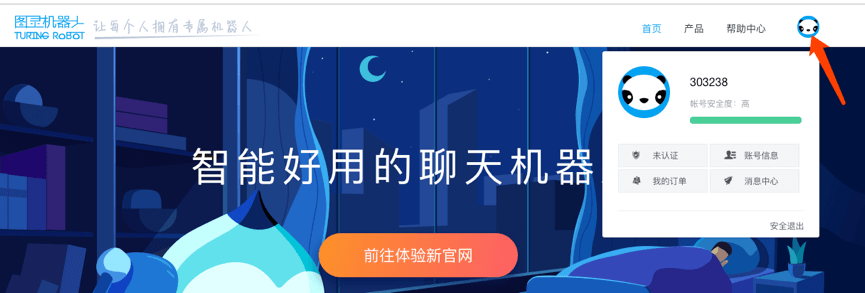 图灵机器人
TURING ROBOT
让每个人拥有专属机器人
首页 产品 帮助中心
303238
帐号安全度：高
智能好用的聊天机器
未认证 账号信息
我的订单 消息中心
安全退出
前往体验新官网